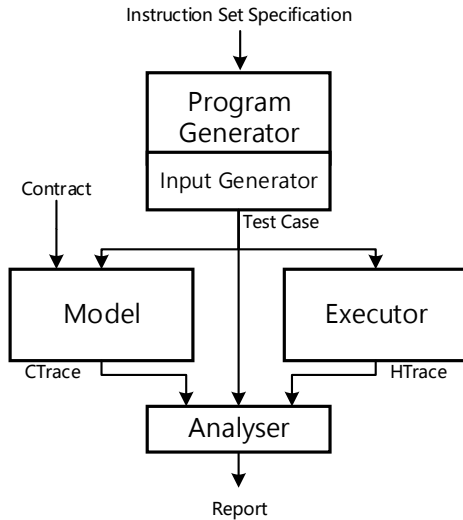 Instruction Set Specification
Program
Generator
Input Generator
Contract
Test Case
Model
Executor
CTrace
HTrace
Analyser
Report